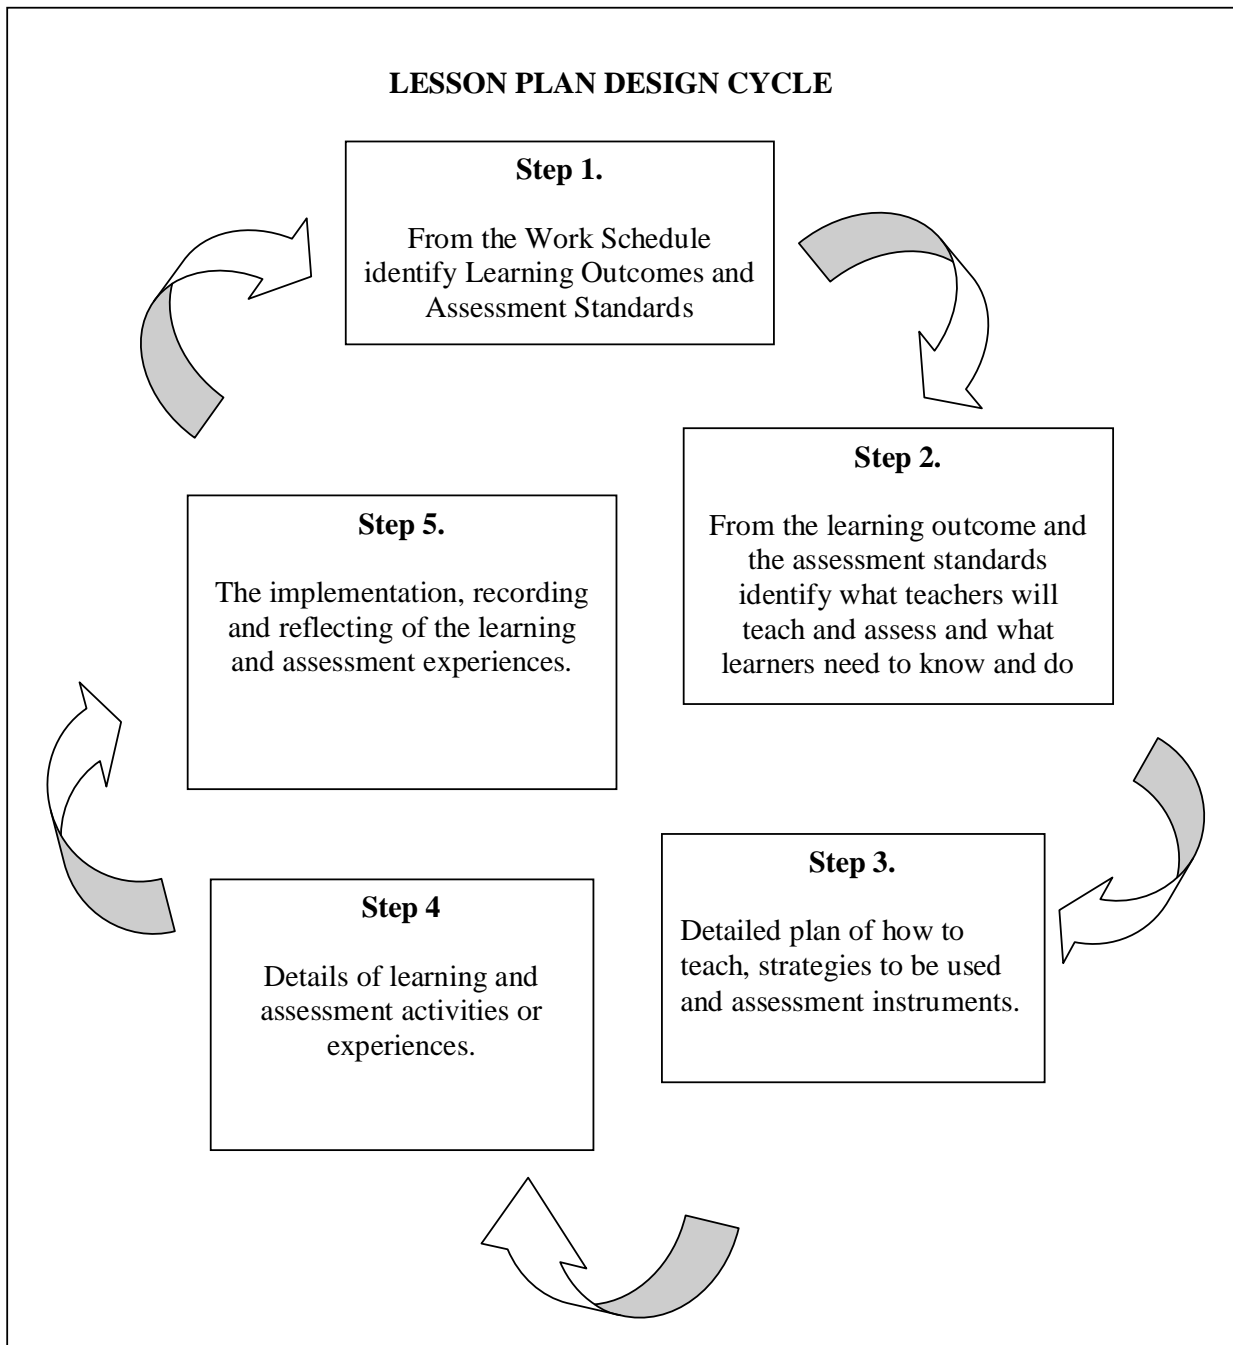 LESSON PLAN DESIGN CYCLE
Step 1.
From the Work Schedule
identify Learning Outcomes and
Assessment Standards
Step 2.
From the learning outcome and
the assessment standards
identify what teachers will
teach and assess and what
learners need to know and do
Step 3.
Detailed plan of how to
teach, strategies to be used
and assessment instruments.
Step 4
Details of learning and
assessment activities or
experiences.
Step 5.
The implementation, recording
and reflecting of the learning
and assessment experiences.